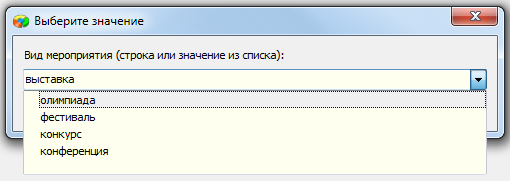 Выберите значение
Вид мероприятия (строка или значение из списка):
выставка
олимпиада
фестиваль
конкурс
конференция